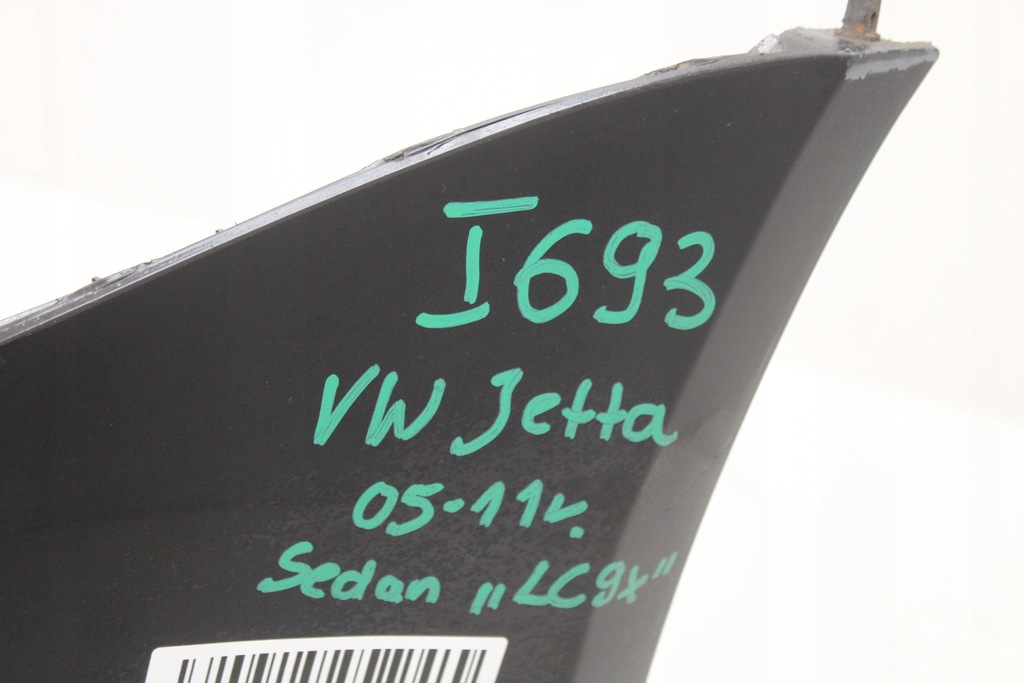 I693
VW Jetta
05-11r.
Sedan „LC9x”